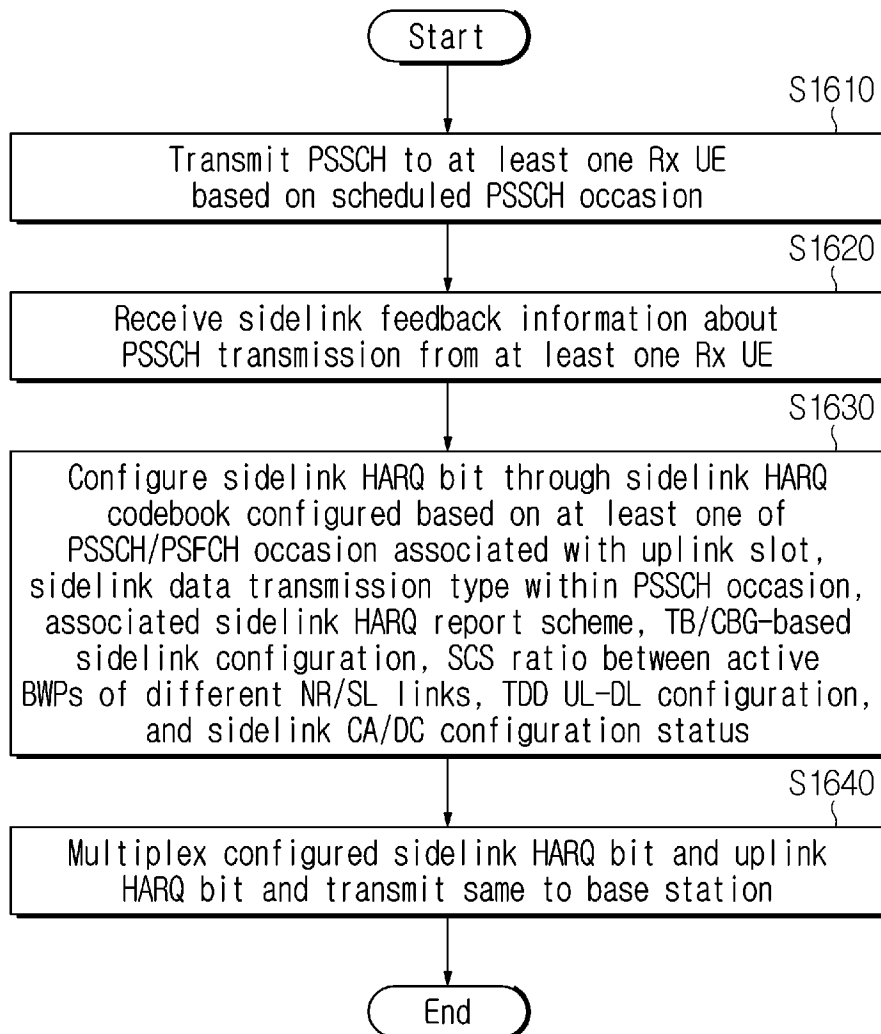 Start
S1610
Transmit PSSCH to at least one Rx UE
based on scheduled PSSCH occasion
S1620
Receive sidelink feedback information about
PSSCH transmission from at least one Rx UE
S1630
Configure sidelink HARQ bit through sidelink HARQ
codebook configured based on at least one of
PSSCH/PSFCH occasion associated with uplink slot,
sidelink data transmission type within PSSCH occasion,
associated sidelink HARQ report scheme, TB/CBG-based
sidelink configuration, SCS ratio between active
BWPs of different NR/SL links, TDD UL-DL configuration,
and sidelink CA/DC configuration status
S1640
Multiplex configured sidelink HARQ bit and uplink
HARQ bit and transmit same to base station
End